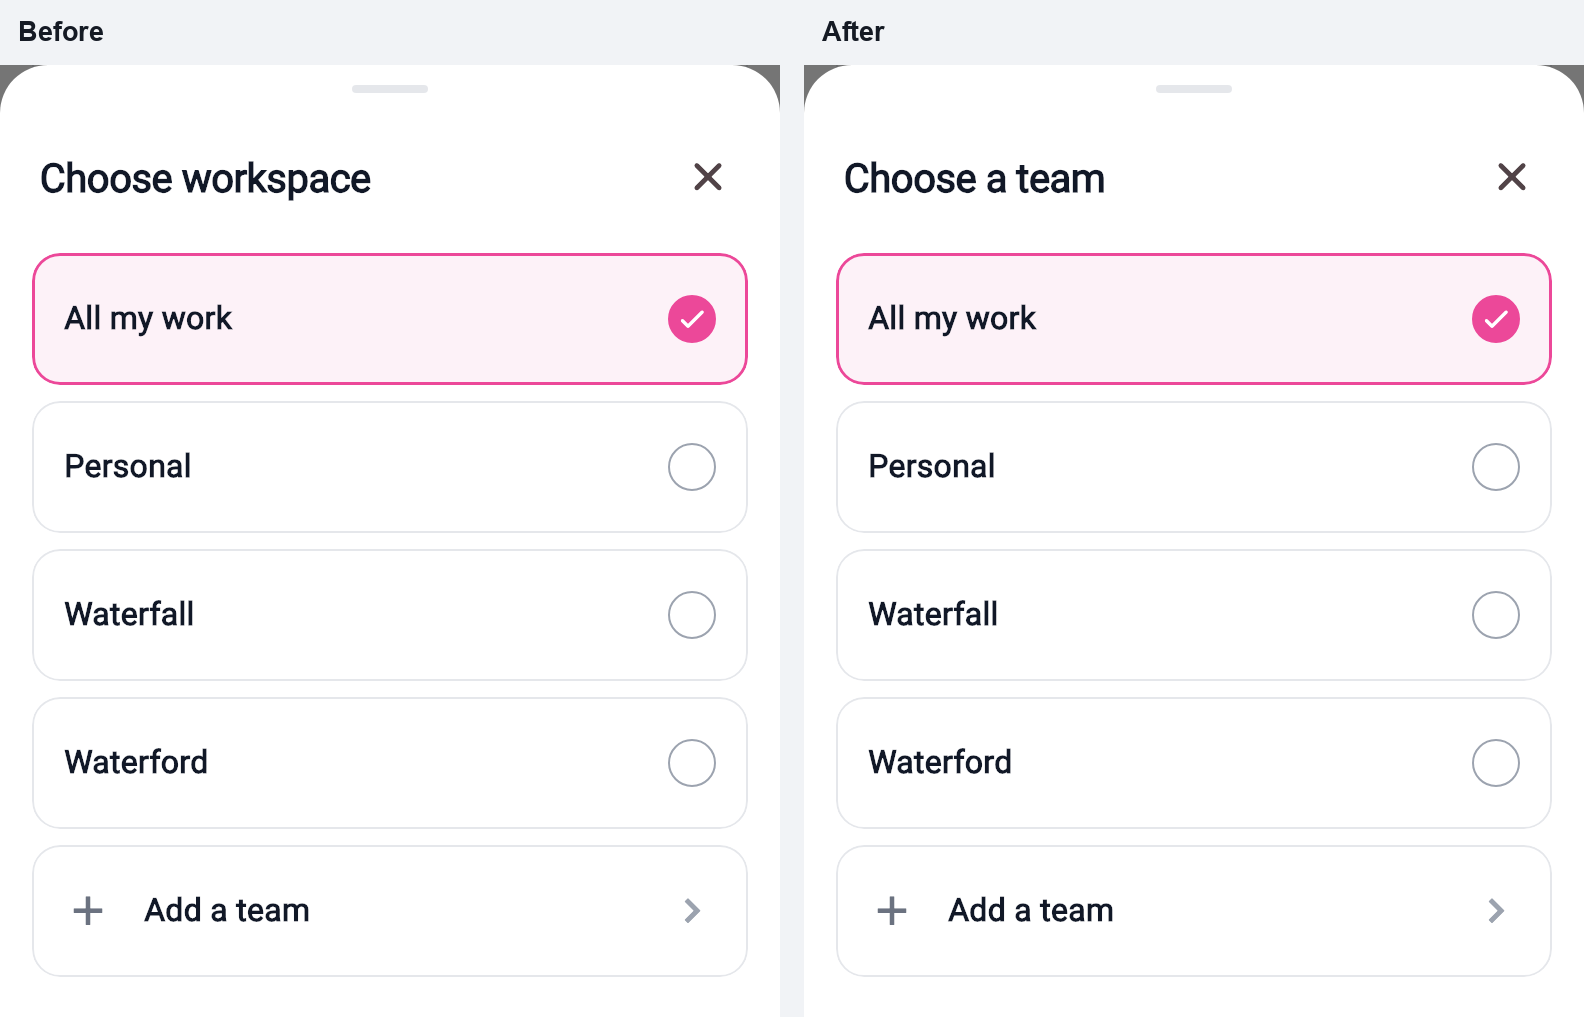 Before
Choose workspace
All my work
Personal
Waterfall
Waterford
Add a team
After
Choose a team
All my work
Personal
Waterfall
Waterford
Add a team